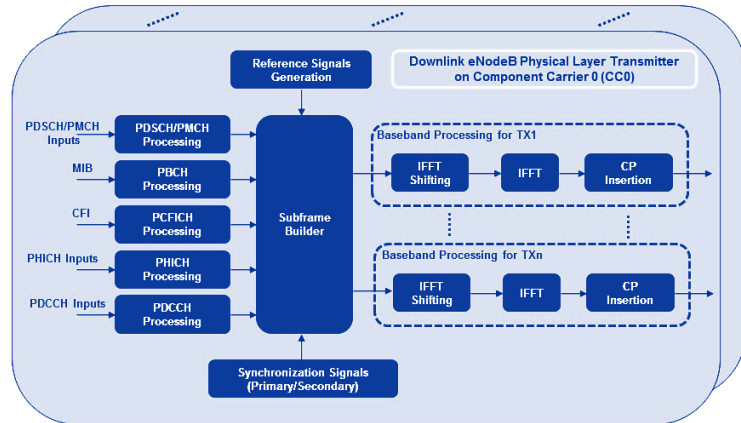 Reference Signals
Generation
Downlink eNodeB Physical Layer Transmitter
on Component Carrier 0 (CC0)
PDSCH/PMCH
Inputs
PDSCH/PMCH
Processing
MIB
PBCH
Processing
CFI
PCFICH
Processing
PHICH Inputs
PHICH
Processing
PDCCH Inputs
PDCCH
Processing
Subframe
Builder
Synchronization Signals
(Primary/Secondary)
Baseband Processing for TX1
IFFT
Shifting
IFFT
CP
Insertion
Baseband Processing for TXn
IFFT
Shifting
IFFT
CP
Insertion